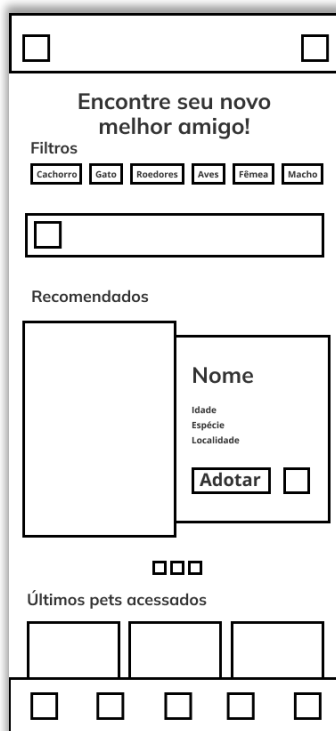 Encontre seu novo
melhor amigo!
Filtros
Cachorro Gato Roedores Aves Fêmea Macho
Recomendados
Nome
Idade
Espécie
Localidade
Adotar
Últimos pets acessados